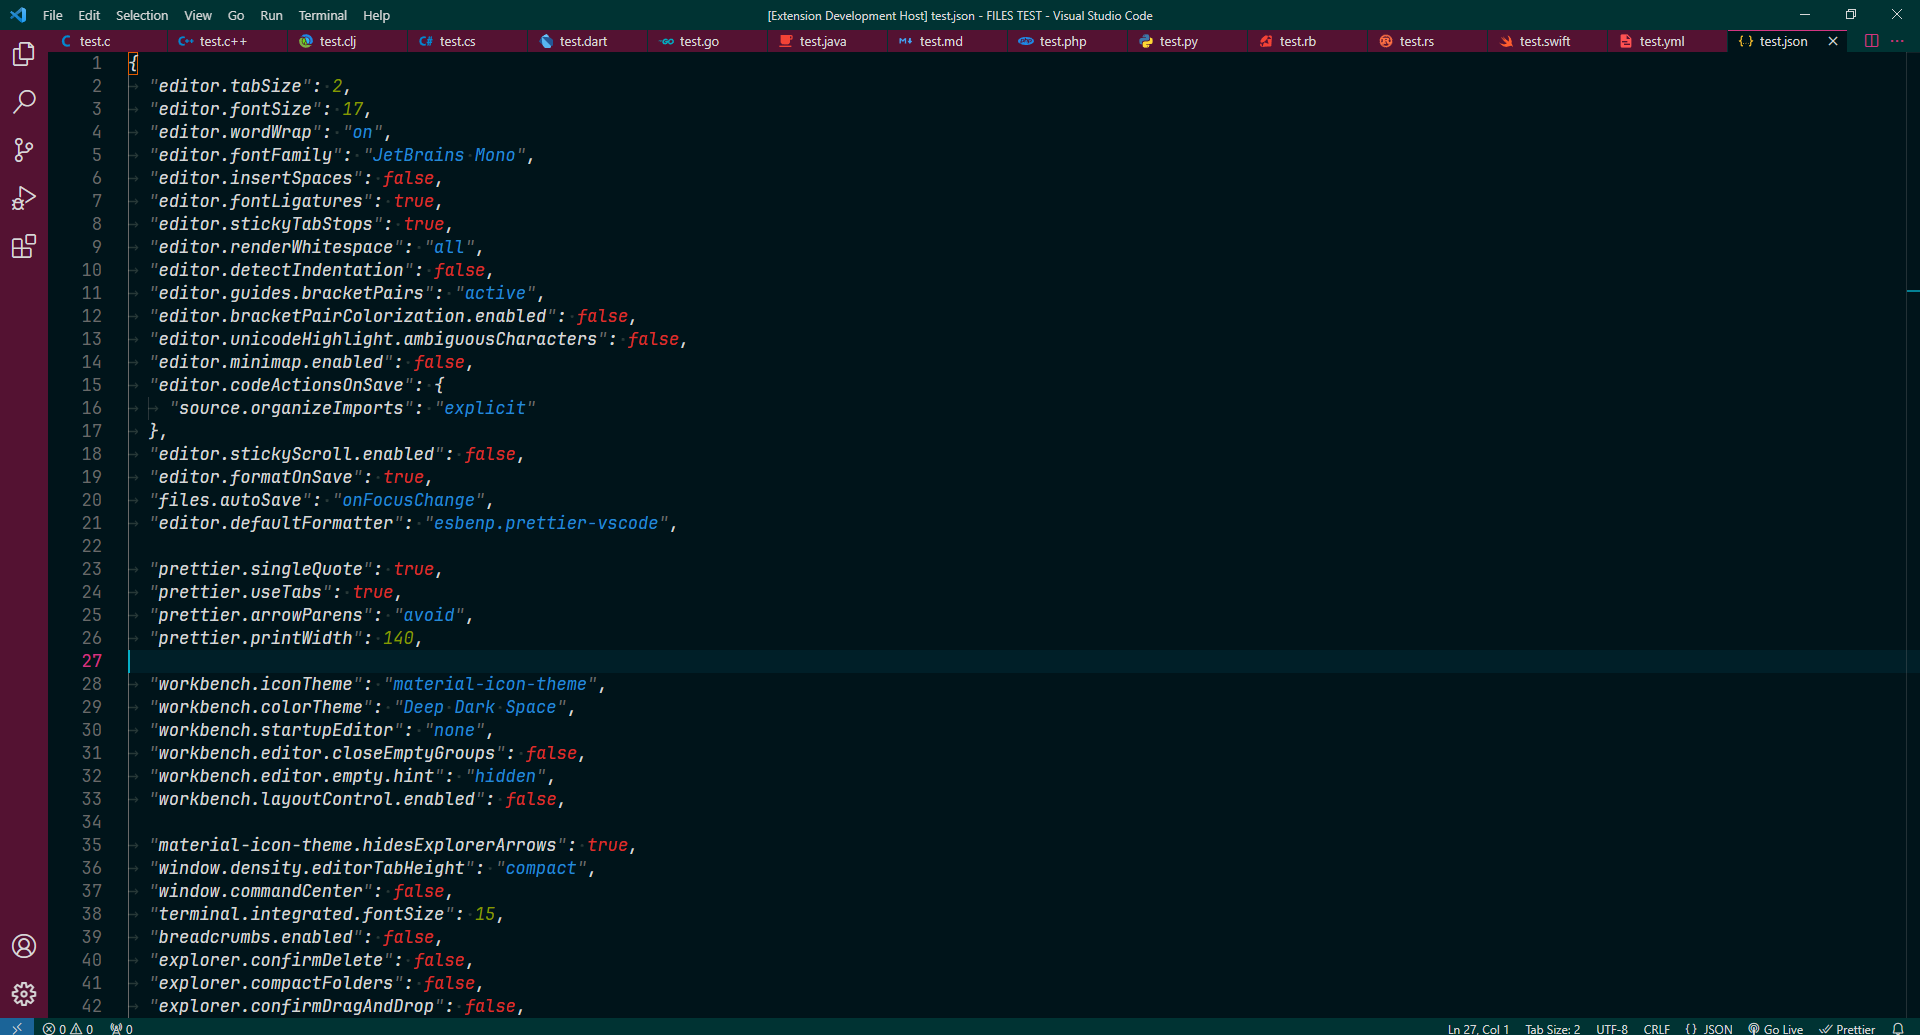 File Edit Selection View Go Run Terminal Help [Extension Development Host] test.json - FILES TEST - Visual Studio Code
test.c test.c++ test.clj test.cs test.dart test.go test.java test.md test.php test.py test.rb test.rs test.swift test.yml test.json
1 {
2 "editor.tabSize": 2,
3 "editor.fontSize": 17,
4 "editor.wordWrap": "on",
5 "editor.fontFamily": "JetBrains Mono",
6 "editor.insertSpaces": false,
7 "editor.fontLigatures": true,
8 "editor.stickyTabStops": true,
9 "editor.renderWhitespace": "all",
10 "editor.detectIndentation": false,
11 "editor.guides.bracketPairs": "active",
12 "editor.bracketPairColorization.enabled": false,
13 "editor.unicodeHighlight.ambiguousCharacters": false,
14 "editor.minimap.enabled": false,
15 "editor.codeActionsOnSave": {
16 "source.organizeImports": "explicit"
17 },
18 "editor.stickyScroll.enabled": false,
19 "editor.formatOnSave": true,
20 "files.autoSave": "onFocusChange",
21 "editor.defaultFormatter": "esbenp.prettier-vscode",
22
23 "prettier.singleQuote": true,
24 "prettier.useTabs": true,
25 "prettier.arrowParens": "avoid",
26 "prettier.printWidth": 140,
27
28 "workbench.iconTheme": "material-icon-theme",
29 "workbench.colorTheme": "Deep Dark Space",
30 "workbench.startupEditor": "none",
31 "workbench.editor.closeEmptyGroups": false,
32 "workbench.editor.empty.hint": "hidden",
33 "workbench.layoutControl.enabled": false,
34
35 "material-icon-theme.hidesExplorerArrows": true,
36 "window.density.editorTabHeight": "compact",
37 "window.commandCenter": false,
38 "terminal.integrated.fontSize": 15,
39 "breadcrumbs.enabled": false,
40 "explorer.confirmDelete": false,
41 "explorer.compactFolders": false,
42 "explorer.confirmDragAndDrop": false,
0 0 0 Ln 27, Col 1 Tab Size: 2 UTF-8 CRLF {} JSON Go Live Prettier